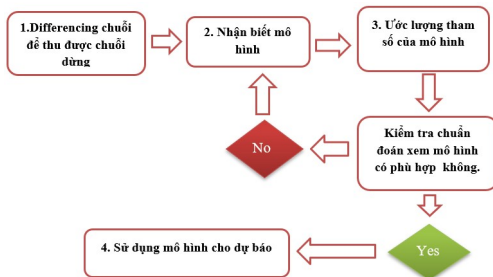 1.Differencing chuỗi
để thu được chuỗi
dừng
2. Nhận biết mô
hình
3. Ước lượng tham
số của mô hình
Kiểm tra chuẩn
đoán xem mô hình
có phù hợp không.
No
Yes
4. Sử dụng mô hình cho dự báo